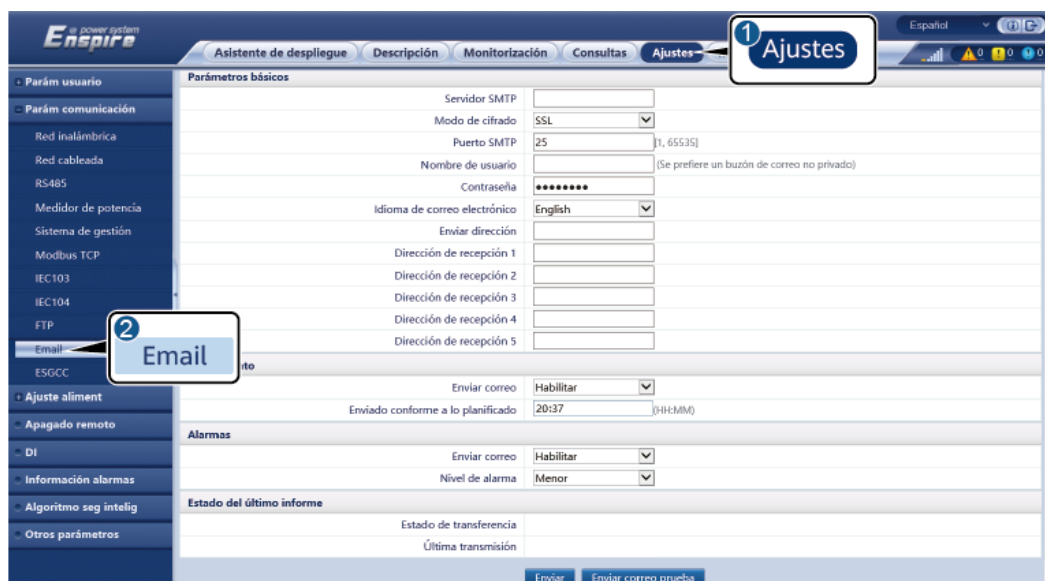 Enspire e power system
Español
Asistente de despliegue Descripción Monitorización Consultas Ajustes
1 Ajustes
0 0 0
Parám usuario
Parám comunicación
Red inalámbrica
Red cableada
RS485
Medidor de potencia
Sistema de gestión
Modbus TCP
IEC103
IEC104
FTP
Email
2 Email
ESGCC
Ajuste aliment
Apagado remoto
DI
Información alarmas
Algoritmo seg intelig
Otros parámetros
Parámetros básicos
Servidor SMTP
Modo de cifrado SSL
Puerto SMTP 25 [1, 65535]
Nombre de usuario (Se prefiere un buzón de correo no privado)
Contraseña ••••••••
Idioma de correo electrónico English
Enviar dirección
Dirección de recepción 1
Dirección de recepción 2
Dirección de recepción 3
Dirección de recepción 4
Dirección de recepción 5
Enviar correo Habilitar
Enviado conforme a lo planificado 20:37 (HH:MM)
Alarmas
Enviar correo Habilitar
Nivel de alarma Menor
Estado del último informe
Estado de transferencia
Última transmisión
Enviar Enviar correo prueba